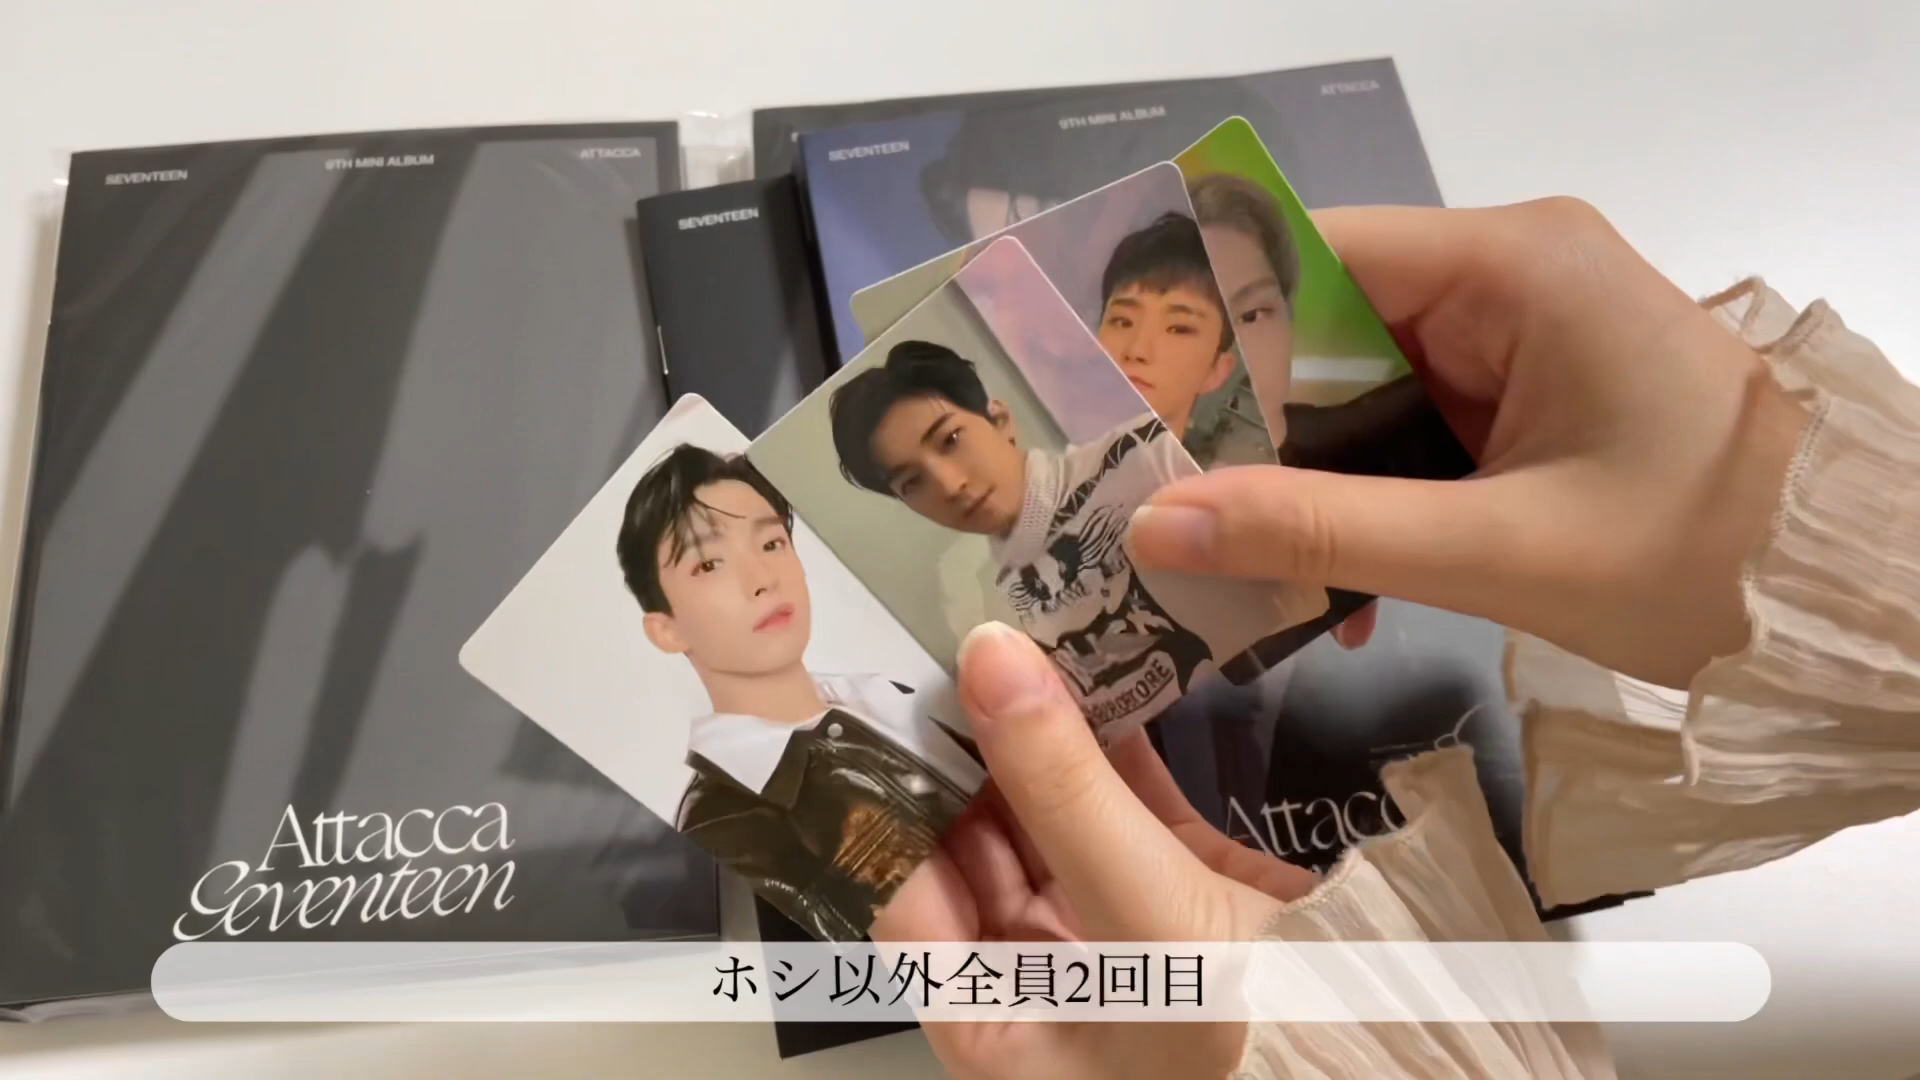 SEVENTEEN
9TH MINI ALBUM
ATTACCA
SEVENTEEN
SEVENTEEN
9TH MINI ALBUM
ATTACCA
Attacca
Seventeen
Attacc
ホシ以外全員2回目